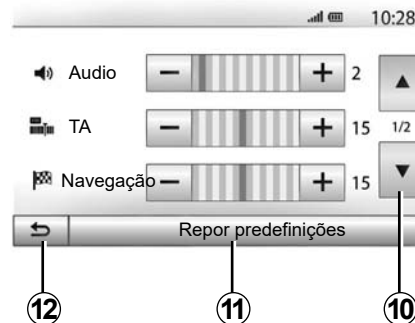 10:28
Audio − + 2 ▲
TA − + 15 1/2
Navegação − + 15 ▼
Repor predefinições
12 11 10